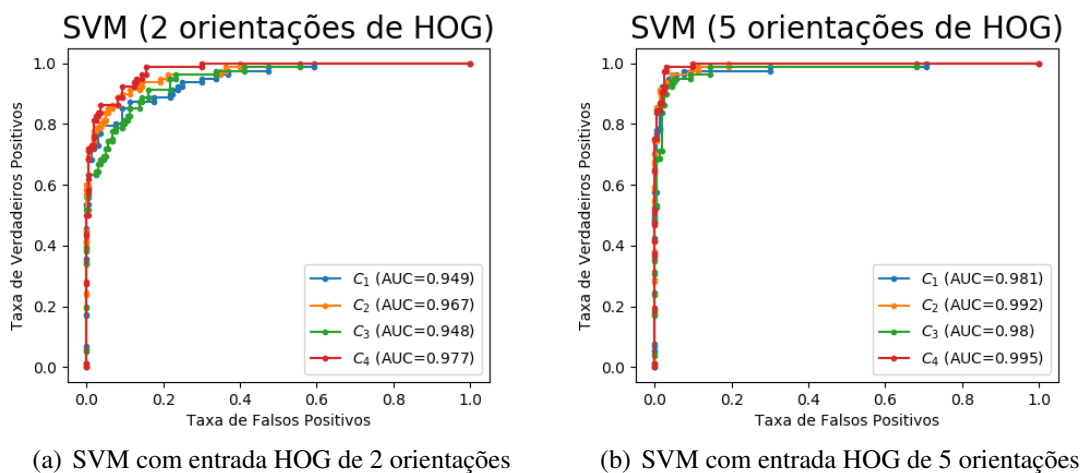 SVM (2 orientações de HOG)
1.0
0.8
0.6
0.4
0.2
0.0
Taxa de Verdadeiros Positivos
C1 (AUC=0.949)
C2 (AUC=0.967)
C3 (AUC=0.948)
C4 (AUC=0.977)
0.0 0.2 0.4 0.6 0.8 1.0
Taxa de Falsos Positivos
(a) SVM com entrada HOG de 2 orientações
SVM (5 orientações de HOG)
1.0
0.8
0.6
0.4
0.2
0.0
Taxa de Verdadeiros Positivos
C1 (AUC=0.981)
C2 (AUC=0.992)
C3 (AUC=0.98)
C4 (AUC=0.995)
0.0 0.2 0.4 0.6 0.8 1.0
Taxa de Falsos Positivos
(b) SVM com entrada HOG de 5 orientações